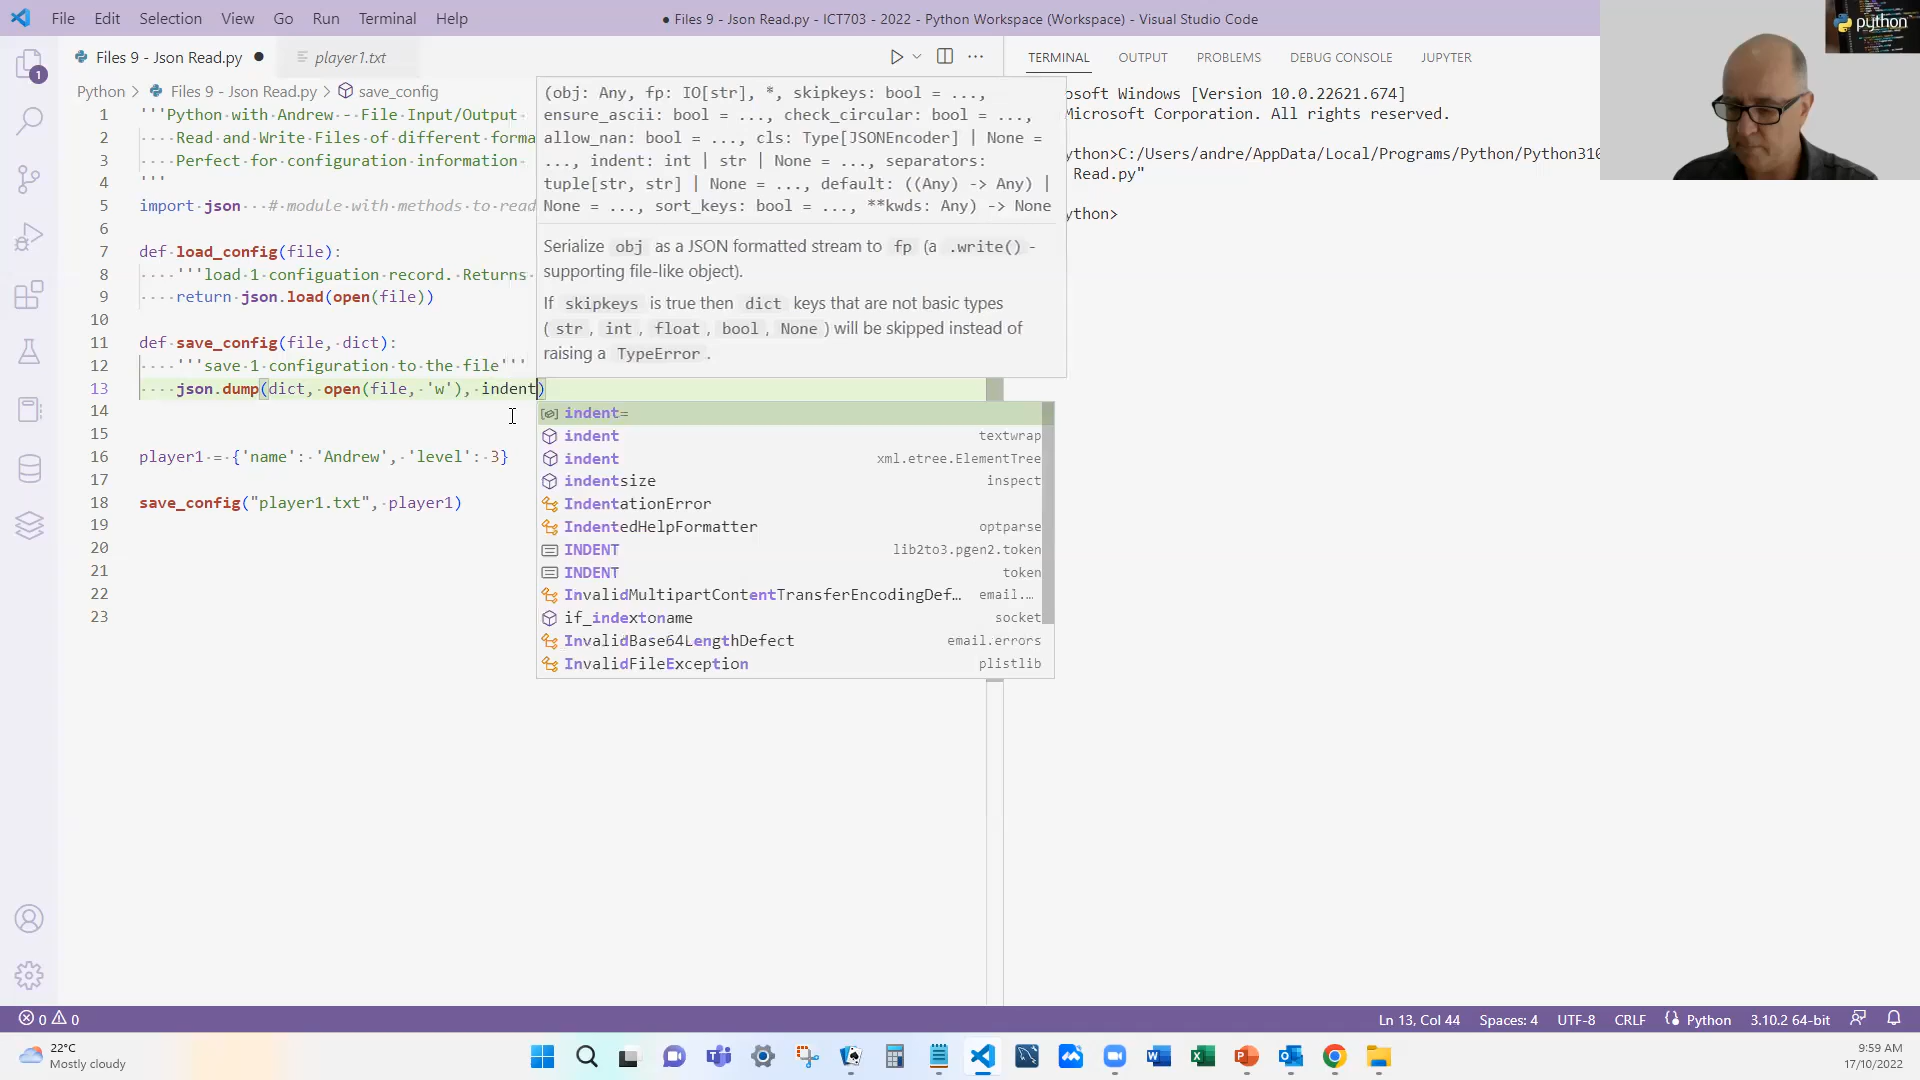 File Edit Selection View Go Run Terminal Help
● Files 9 - Json Read.py - ICT703 - 2022 - Python Workspace (Workspace) - Visual Studio Code
python
Files 9 - Json Read.py ●
player1.txt
TERMINAL OUTPUT PROBLEMS DEBUG CONSOLE JUPYTER
1
Python > Files 9 - Json Read.py > save_config
1 '''Python with Andrew - File Input/Output
2 Read and Write Files of different forma
3 Perfect for configuration information
4 '''
5 import json # module with methods to read
6
7 def load_config(file):
8 '''load 1 configuation record. Returns
9 return json.load(open(file))
10
11 def save_config(file, dict):
12 '''save 1 configuration to the file'''
13 json.dump(dict, open(file, 'w'), indent)
14
15
16 player1 = {'name': 'Andrew', 'level': 3}
17
18 save_config("player1.txt", player1)
19
20
21
22
23
(obj: Any, fp: IO[str], *, skipkeys: bool = ...,
ensure_ascii: bool = ..., check_circular: bool = ...,
allow_nan: bool = ..., cls: Type[JSONEncoder] | None =
..., indent: int | str | None = ..., separators:
tuple[str, str] | None = ..., default: ((Any) -> Any) |
None = ..., sort_keys: bool = ..., **kwds: Any) -> None
Serialize obj as a JSON formatted stream to fp (a .write() -
supporting file-like object).
If skipkeys is true then dict keys that are not basic types
( str, int, float, bool, None ) will be skipped instead of
raising a TypeError.
indent=
indent textwrap
indent xml.etree.ElementTree
indentsize inspect
IndentationError
IndentedHelpFormatter optparse
INDENT lib2to3.pgen2.token
INDENT token
InvalidMultipartContentTransferEncodingDef… email.…
if_indextoname socket
InvalidBase64LengthDefect email.errors
InvalidFileException plistlib
osoft Windows [Version 10.0.22621.674]
Microsoft Corporation. All rights reserved.
ython>C:/Users/andre/AppData/Local/Programs/Python/Python310
Read.py"
ython>
0 0
Ln 13, Col 44 Spaces: 4 UTF-8 CRLF Python 3.10.2 64-bit
22°C
Mostly cloudy
9:59 AM
17/10/2022